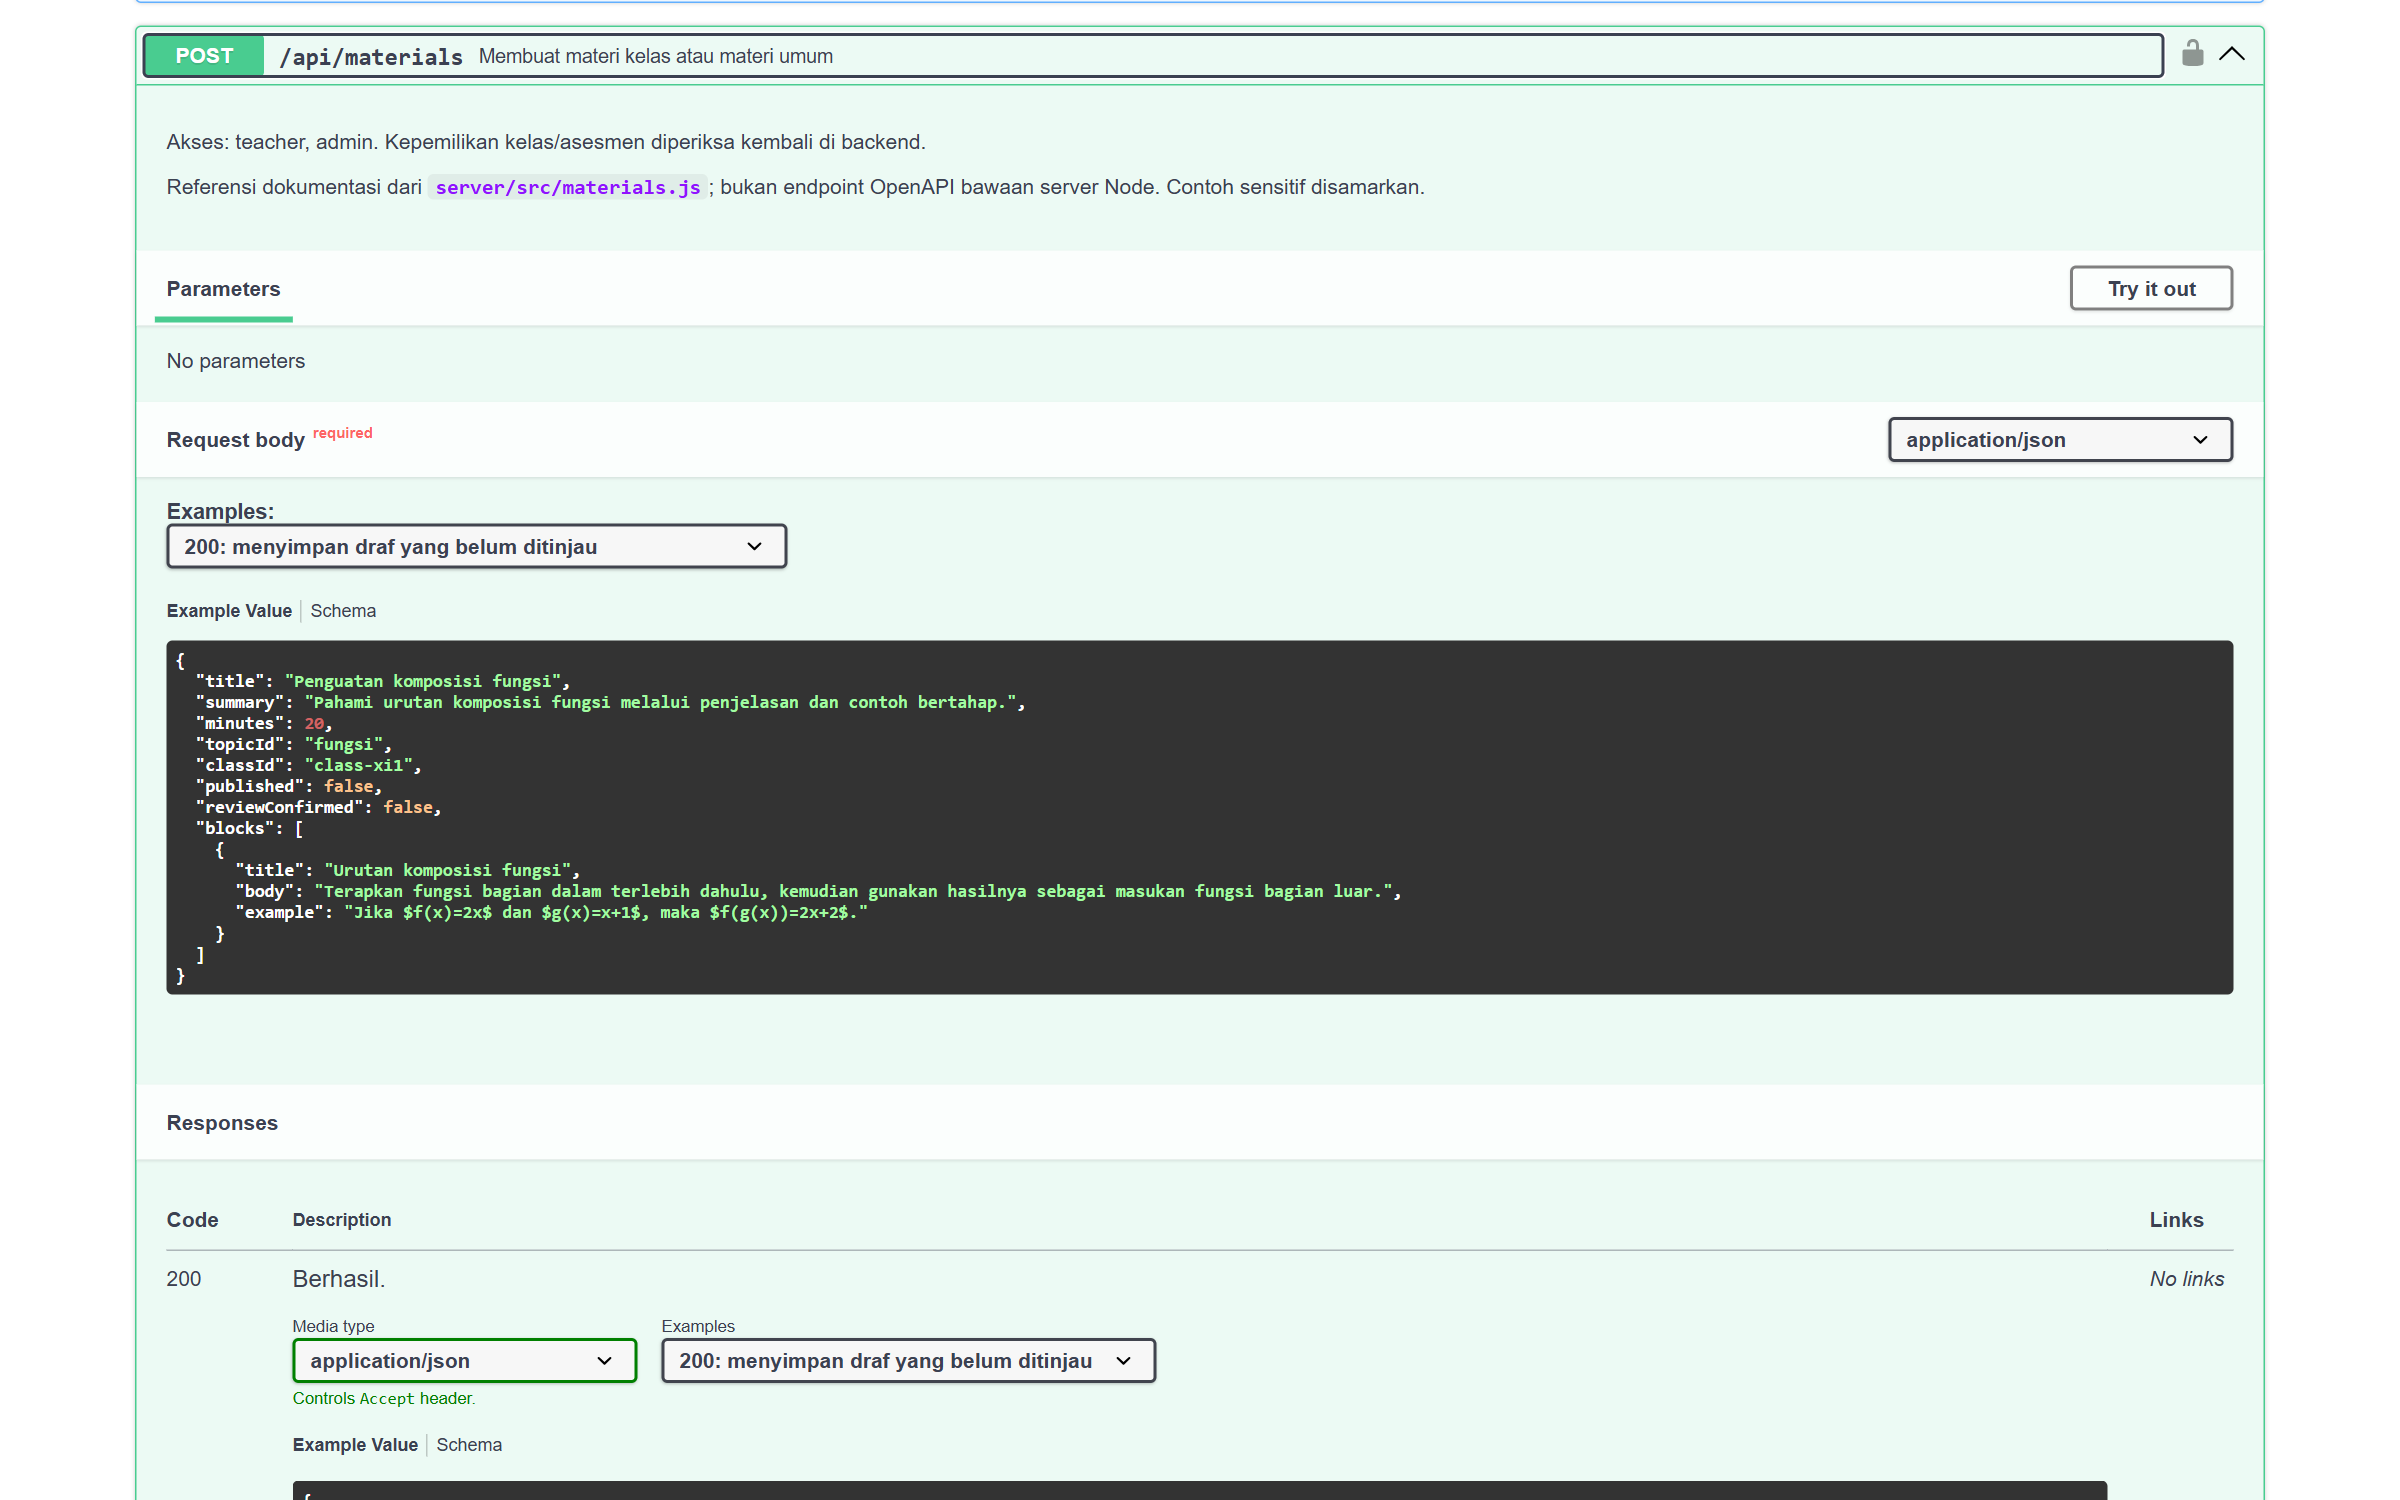 POST /api/materials Membuat materi kelas atau materi umum
Akses: teacher, admin. Kepemilikan kelas/asesmen diperiksa kembali di backend.
Referensi dokumentasi dari server/src/materials.js; bukan endpoint OpenAPI bawaan server Node. Contoh sensitif disamarkan.
Parameters Try it out
No parameters
Request body required application/json
Examples:
200: menyimpan draf yang belum ditinjau
Example Value Schema
{
  "title": "Penguatan komposisi fungsi",
  "summary": "Pahami urutan komposisi fungsi melalui penjelasan dan contoh bertahap.",
  "minutes": 20,
  "topicId": "fungsi",
  "classId": "class-xi1",
  "published": false,
  "reviewConfirmed": false,
  "blocks": [
    {
      "title": "Urutan komposisi fungsi",
      "body": "Terapkan fungsi bagian dalam terlebih dahulu, kemudian gunakan hasilnya sebagai masukan fungsi bagian luar.",
      "example": "Jika $f(x)=2x$ dan $g(x)=x+1$, maka $f(g(x))=2x+2$."
    }
  ]
}
Responses
Code Description Links
200 Berhasil. No links
Media type Examples
application/json 200: menyimpan draf yang belum ditinjau
Controls Accept header.
Example Value Schema